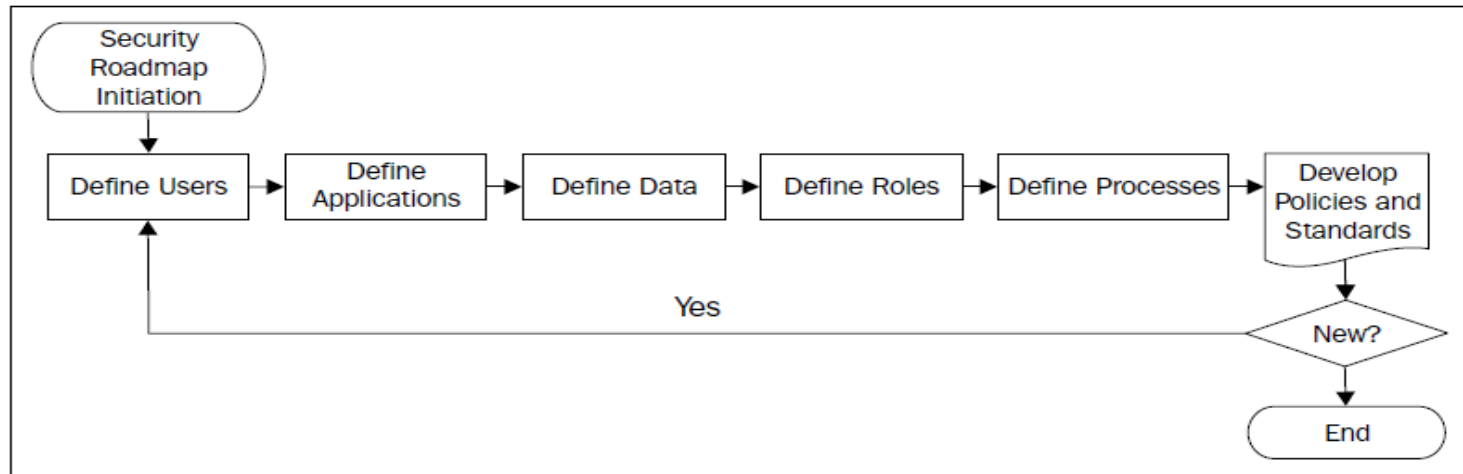 Security
Roadmap
Initiation
Define Users
Define
Applications
Define Data
Define Roles
Define Processes
Develop
Policies and
Standards
Yes
New?
End